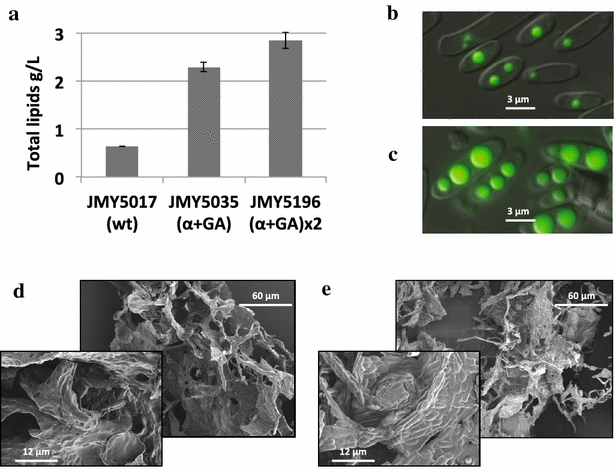 a
Total lipids g/L
3
2
1
0
JMY5017
(wt)
JMY5035
(α+GA)
JMY5196
(α+GA)x2
b
3 µm
c
3 µm
d
60 µm
12 µm
e
60 µm
12 µm